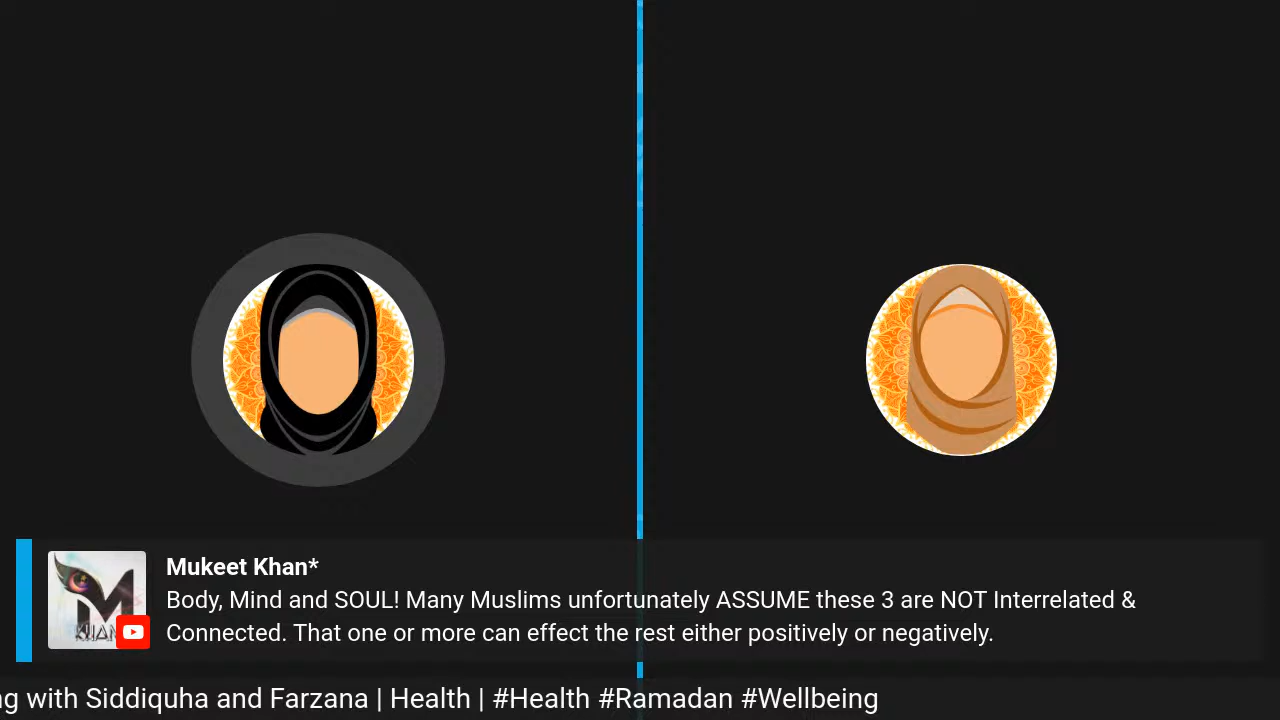 Mukeet Khan*
Body, Mind and SOUL! Many Muslims unfortunately ASSUME these 3 are NOT Interrelated &
Connected. That one or more can effect the rest either positively or negatively.
with Siddiquha and Farzana | Health | #Health #Ramadan #Wellbeing